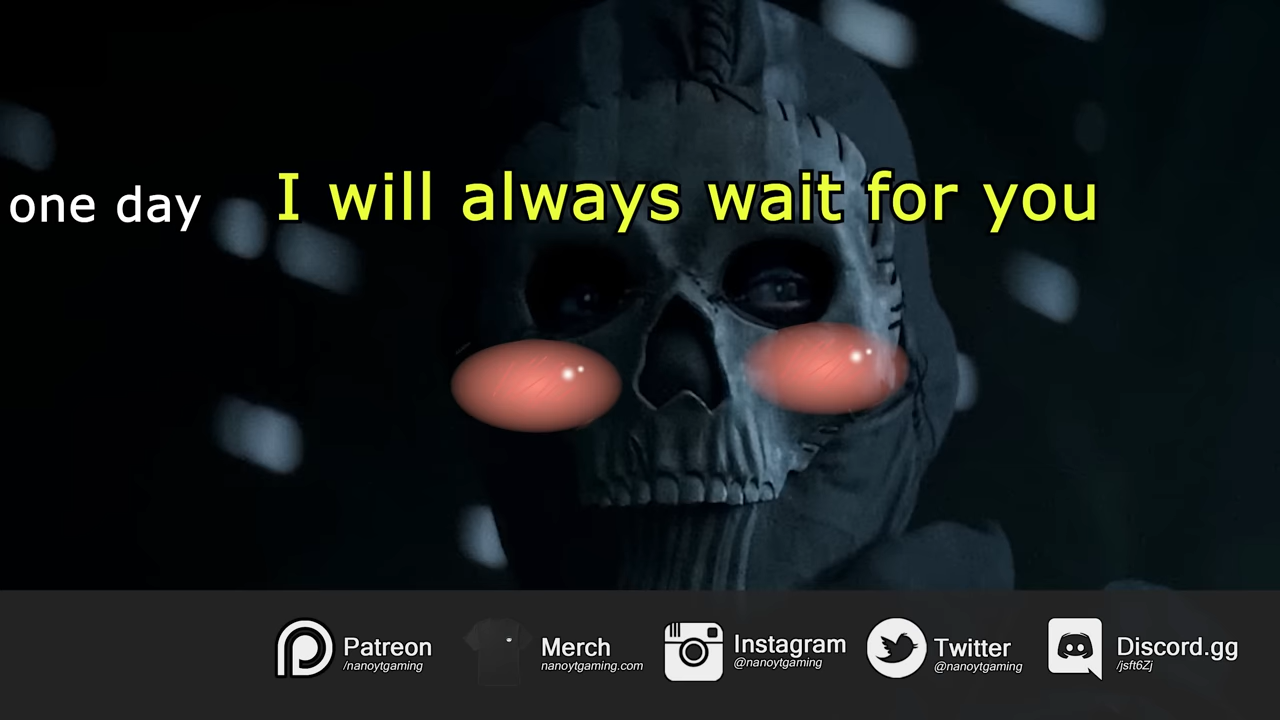 one day I will always wait for you
Patreon
/nanoytgaming
Merch
nanoytgaming.com
Instagram
@nanoytgaming
Twitter
@nanoytgaming
Discord.gg
/jsft6Zj